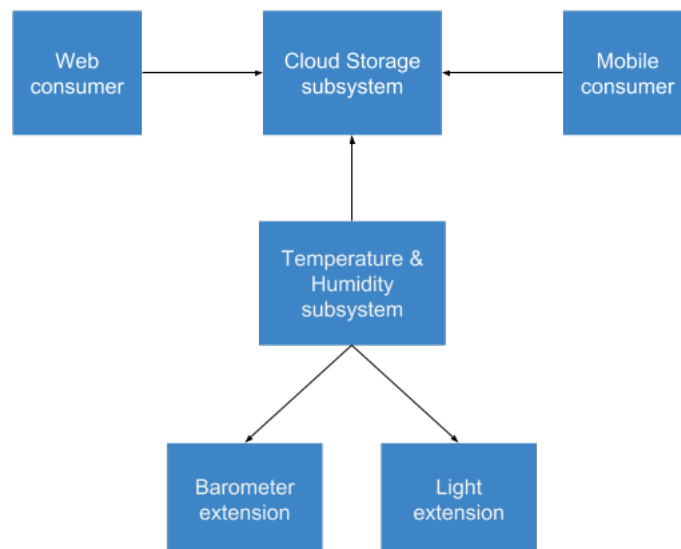 Web
consumer
Cloud Storage
subsystem
Mobile
consumer
Temperature &
Humidity
subsystem
Barometer
extension
Light
extension